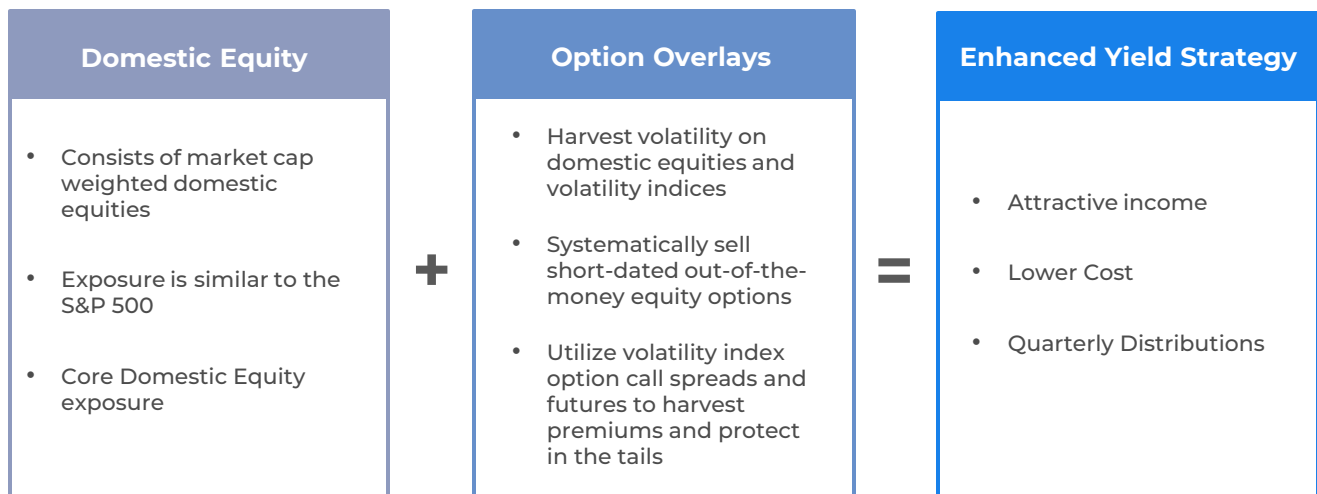 Domestic Equity
• Consists of market cap
weighted domestic
equities
• Exposure is similar to the
S&P 500
• Core Domestic Equity
exposure
+
Option Overlays
• Harvest volatility on
domestic equities and
volatility indices
• Systematically sell
short-dated out-of-the-
money equity options
• Utilize volatility index
option call spreads and
futures to harvest
premiums and protect
in the tails
=
Enhanced Yield Strategy
• Attractive income
• Lower Cost
• Quarterly Distributions